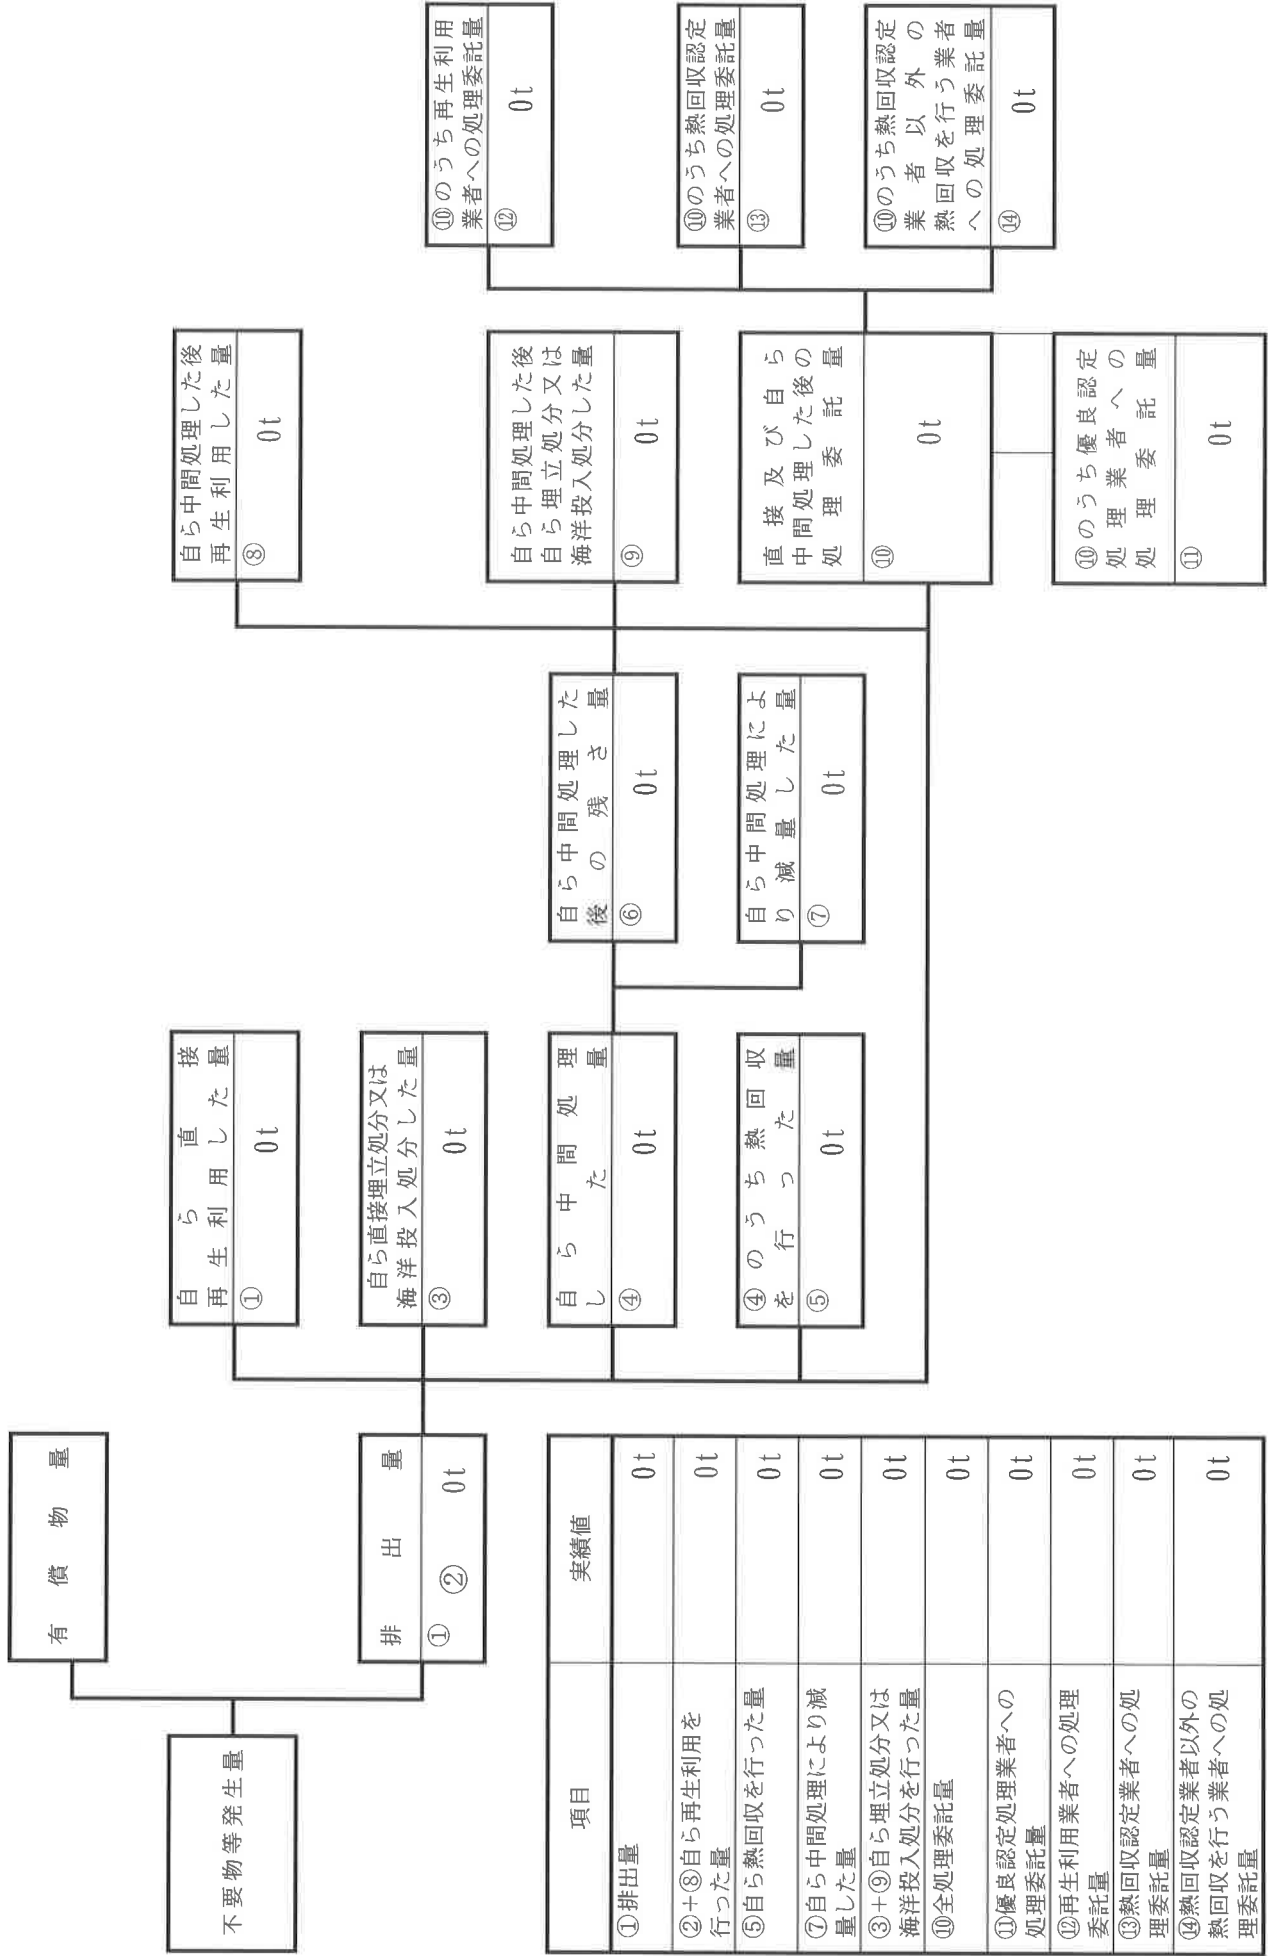 不要物等発生量
有償物量
排出量
①
②
0t
自ら直接
再生利用した量
①
0t
自ら直接埋立処分又は
海洋投入処分した量
③
0t
自ら中間処理
した量
④
0t
④のうち熱回収
を行った量
⑤
0t
自ら中間処理した
後の残さ量
⑥
0t
自ら中間処理によ
り減量した量
⑦
0t
自ら中間処理した後
再生利用した量
⑧
0t
自ら中間処理した後
自ら埋立処分又は
海洋投入処分した量
⑨
0t
直接及び自ら
中間処理した後の
処理委託量
⑩
0t
⑩のうち優良認定
処理業者への
処理委託量
⑪
0t
⑩のうち再生利用
業者への処理委託量
⑫
0t
⑩のうち熱回収認定
業者への処理委託量
⑬
0t
⑩のうち熱回収認定
業者以外の
熱回収を行う業者
への処理委託量
⑭
0t
項目
実績値
①排出量
0t
②+⑧自ら再生利用を
行った量
0t
⑤自ら熱回収を行った量
0t
⑦自ら中間処理により減
量した量
0t
③+⑨自ら埋立処分又は
海洋投入処分を行った量
0t
⑩全処理委託量
0t
⑪優良認定処理業者への
処理委託量
0t
⑫再生利用業者への処理
委託量
0t
⑬熱回収認定業者への処
理委託量
0t
⑭熱回収認定業者以外の
熱回収を行う業者への処
理委託量
0t